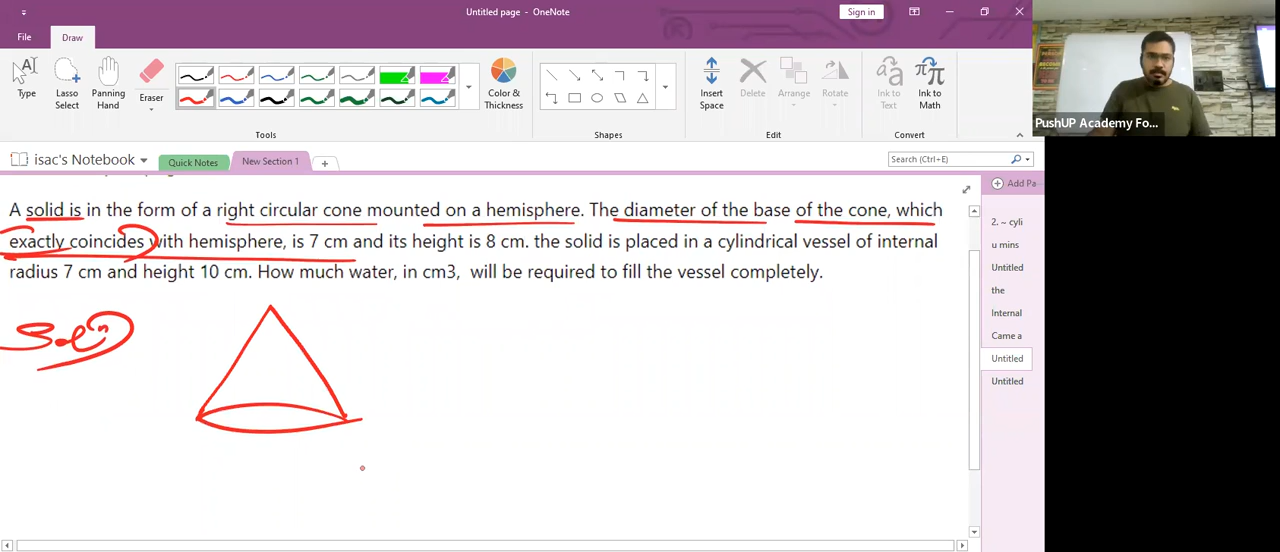 Untitled page - OneNote
Sign in
File
Draw
Type
Lasso Select
Panning Hand
Eraser
Color & Thickness
Insert Space
Delete
Arrange
Rotate
Ink to Text
Ink to Math
Tools
Shapes
Edit
Convert
PushUP Academy Fo...
isac's Notebook
Quick Notes
New Section 1
Search (Ctrl+E)
Add Pa
A solid is in the form of a right circular cone mounted on a hemisphere. The diameter of the base of the cone, which
exactly coincides with hemisphere, is 7 cm and its height is 8 cm. the solid is placed in a cylindrical vessel of internal
radius 7 cm and height 10 cm. How much water, in cm3, will be required to fill the vessel completely.
Soln
2. ~ cyli
u mins
Untitled
the
Internal
Came a
Untitled
Untitled